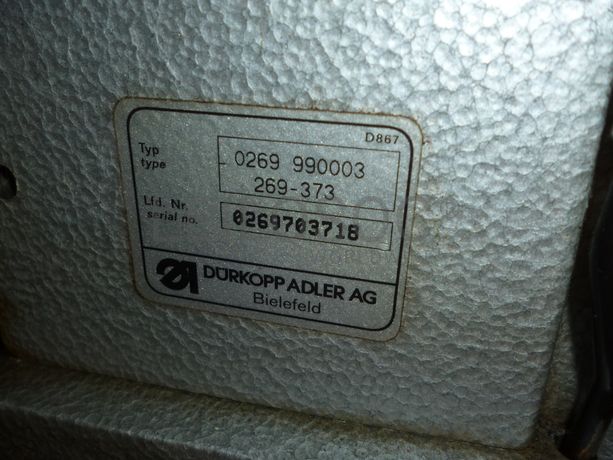 D867
Typ
type
0269 990003
269-373
Lfd. Nr.
serial no.
0269703718
DÜRKOPP ADLER AG
Bielefeld